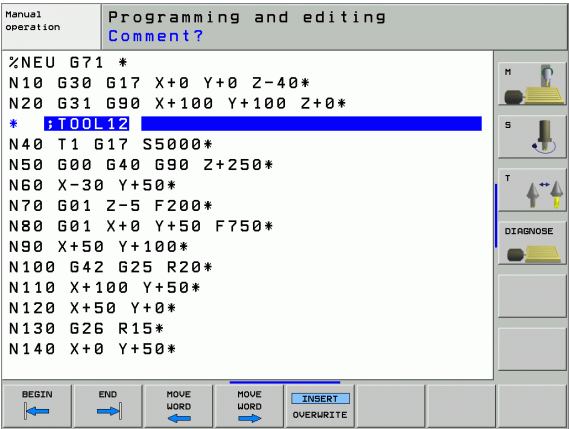 Manual
operation
Programming and editing
Comment?
%NEU G71 *
N10 G30 G17 X+0 Y+0 Z-40*
N20 G31 G90 X+100 Y+100 Z+0*
* ;TOOL12
N40 T1 G17 S5000*
N50 G00 G40 G90 Z+250*
N60 X-30 Y+50*
N70 G01 Z-5 F200*
N80 G01 X+0 Y+50 F750*
N90 X+50 Y+100*
N100 G42 G25 R20*
N110 X+100 Y+50*
N120 X+50 Y+0*
N130 G26 R15*
N140 X+0 Y+50*
M
S
T
DIAGNOSE
BEGIN
END
MOVE
WORD
MOVE
WORD
INSERT
OVERWRITE